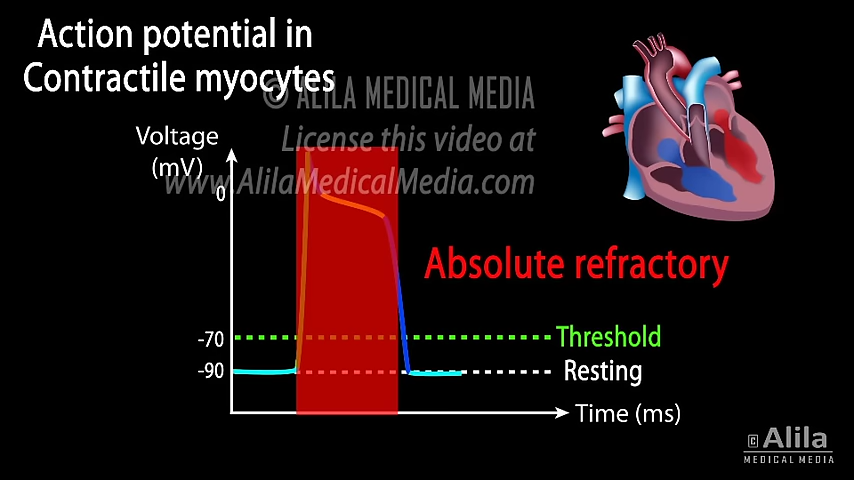 Action potential in
Contractile myocytes
© ALILA MEDICAL MEDIA
License this video at
www.AlilaMedicalMedia.com
Voltage
(mV)
0
Absolute refractory
-70
Threshold
-90
Resting
Time (ms)
© Alila
MEDICAL MEDIA